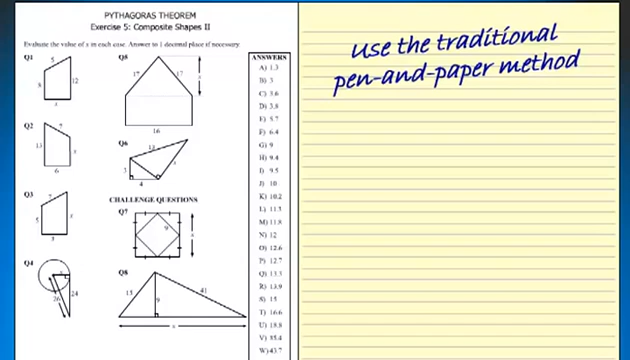 PYTHAGORAS THEOREM
Exercise 5: Composite Shapes II
Evaluate the value of x in each case. Answer to 1 decimal place if necessary.
Q1
5
8
12
x
Q2
7
13
x
6
Q3
7
5
x
x
Q4
x
26
24
Q5
17
17
x
16
Q6
13
3
x
4
CHALLENGE QUESTIONS
Q7
9
x
Q8
15
9
41
x
ANSWERS
A) 1.3
B) 3
C) 3.6
D) 3.8
E) 5.7
F) 6.4
G) 9
H) 9.4
I) 9.5
J) 10
K) 10.2
L) 11.5
M) 11.8
N) 12
O) 12.6
P) 12.7
Q) 13.3
R) 13.9
S) 15
T) 16.6
U) 19.8
V) 35.4
W) 43.7
use the traditional
pen-and-paper method